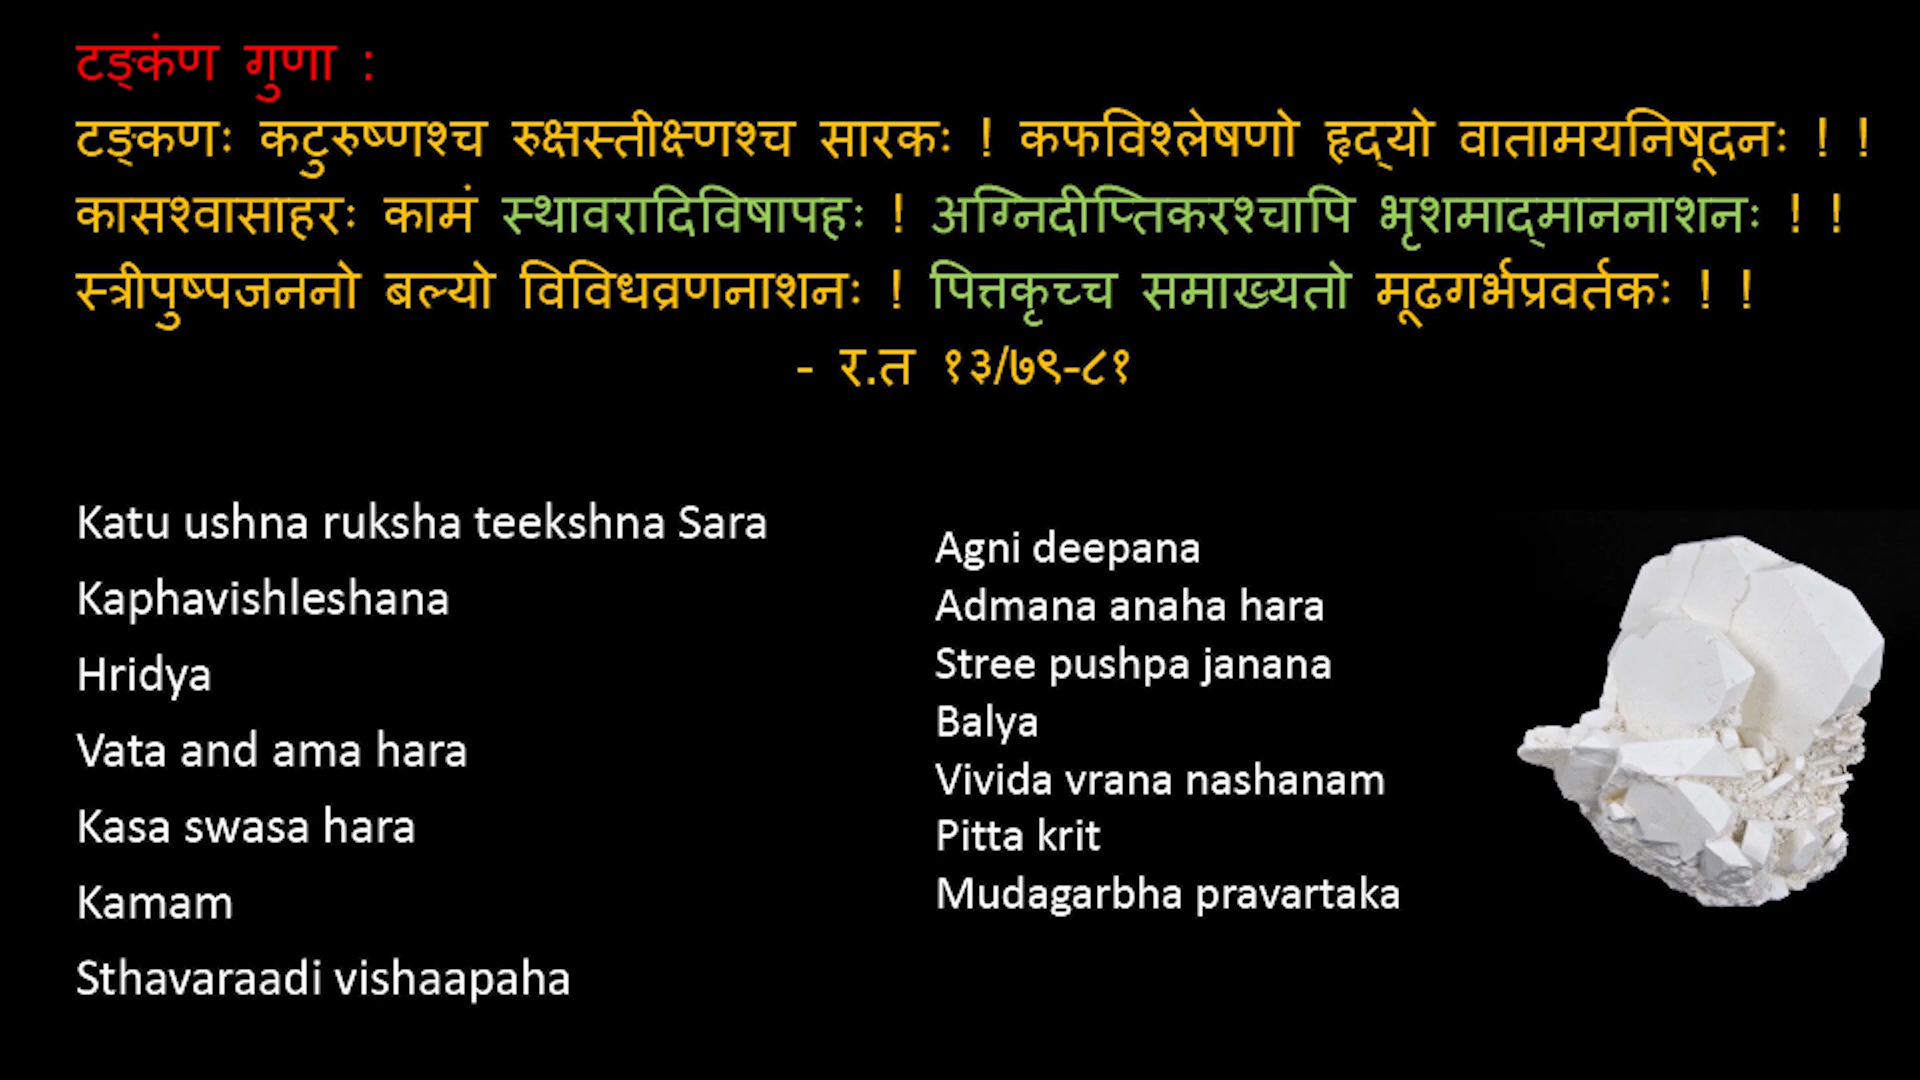 टङ्कंण गुणा :
टङ्कणः कटुरुष्णश्च रुक्षस्तीक्ष्णश्च सारकः ! कफविश्लेषणो हृद्यो वातामयनिषूदनः ! !
कासश्वासाहरः कामं स्थावरादिविषापहः ! अग्निदीप्तिकरश्चापि भृशमाद्माननाशनः ! !
स्त्रीपुष्पजननो बल्यो विविधव्रणनाशनः ! पित्तकृच्च समाख्यतो मूढगर्भप्रवर्तकः ! !
- र.त १३/७९-८१
Katu ushna ruksha teekshna Sara
Kaphavishleshana
Hridya
Vata and ama hara
Kasa swasa hara
Kamam
Sthavaraadi vishaapaha
Agni deepana
Admana anaha hara
Stree pushpa janana
Balya
Vivida vrana nashanam
Pitta krit
Mudagarbha pravartaka